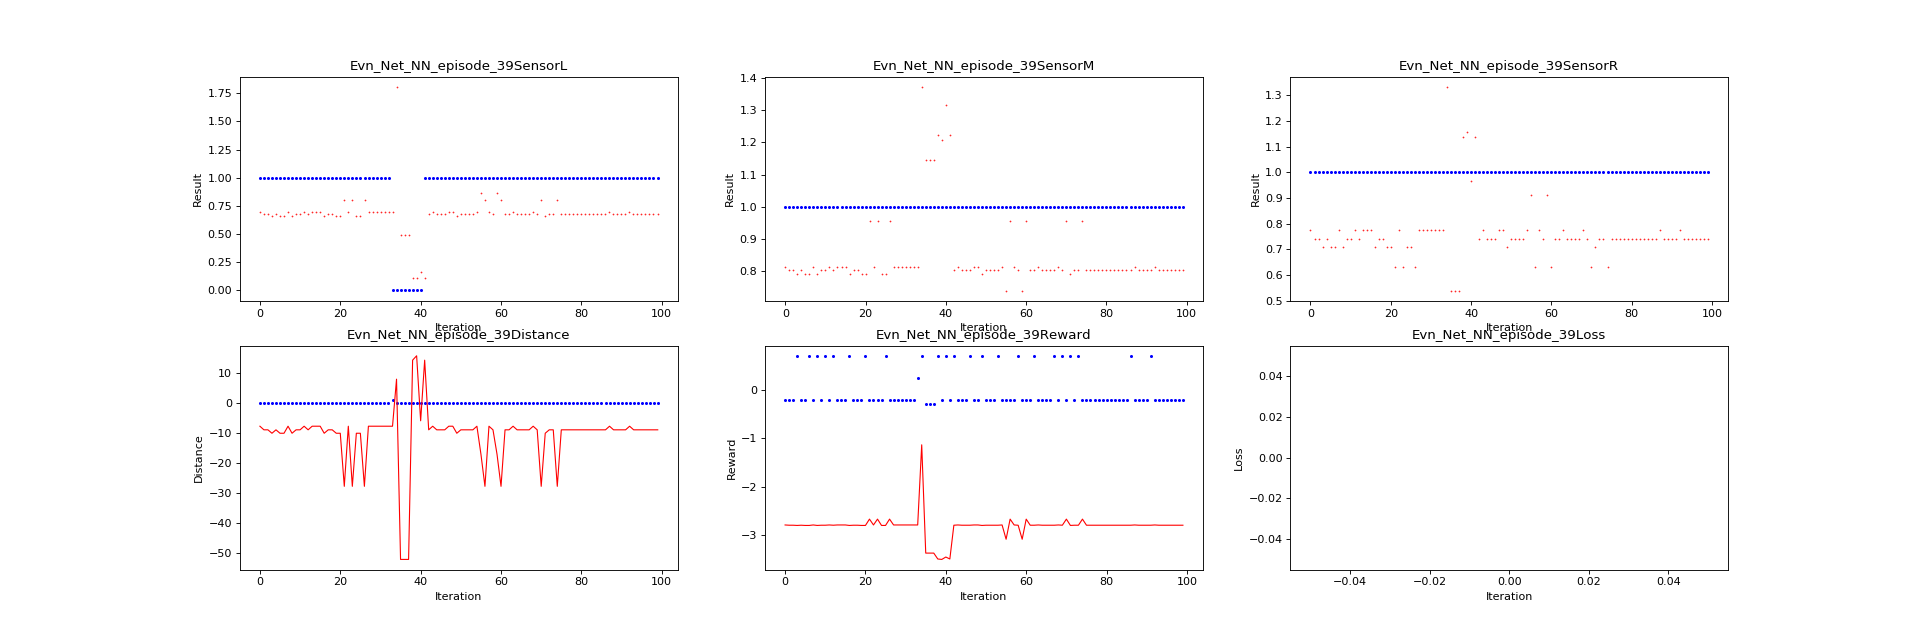 Evn_Net_NN_episode_39SensorL
Evn_Net_NN_episode_39SensorM
Evn_Net_NN_episode_39SensorR
Result
1.75
1.50
1.25
1.00
0.75
0.50
0.25
0.00
0 20 40 60 80 100
Iteration
Result
1.4
1.3
1.2
1.1
1.0
0.9
0.8
0 20 40 60 80 100
Iteration
Result
1.3
1.2
1.1
1.0
0.9
0.8
0.7
0.6
0.5
0 20 40 60 80 100
Iteration
Evn_Net_NN_episode_39Distance
Evn_Net_NN_episode_39Reward
Evn_Net_NN_episode_39Loss
Distance
10
0
−10
−20
−30
−40
−50
0 20 40 60 80 100
Iteration
Reward
0
−1
−2
−3
0 20 40 60 80 100
Iteration
Loss
0.04
0.02
0.00
−0.02
−0.04
−0.04 −0.02 0.00 0.02 0.04
Iteration